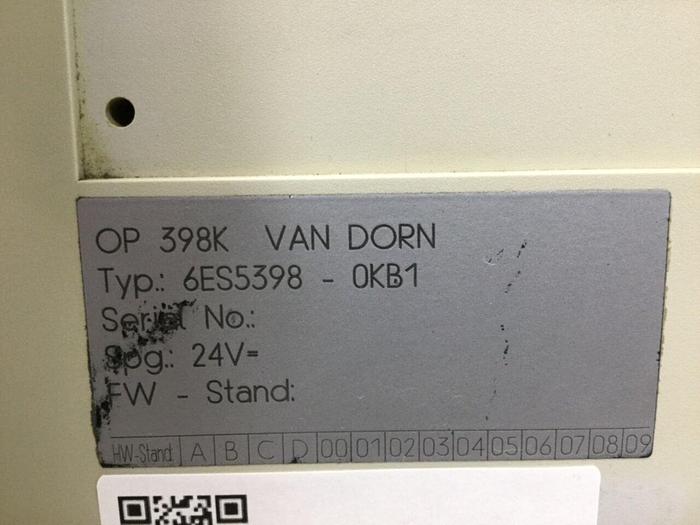 OP 398K VAN DORN
Typ.: 6ES5398 - 0KB1
Serial No.:
Spg.: 24V=
FW - Stand:
HW-Stand: A B C D 00 01 02 03 04 05 06 07 08 09